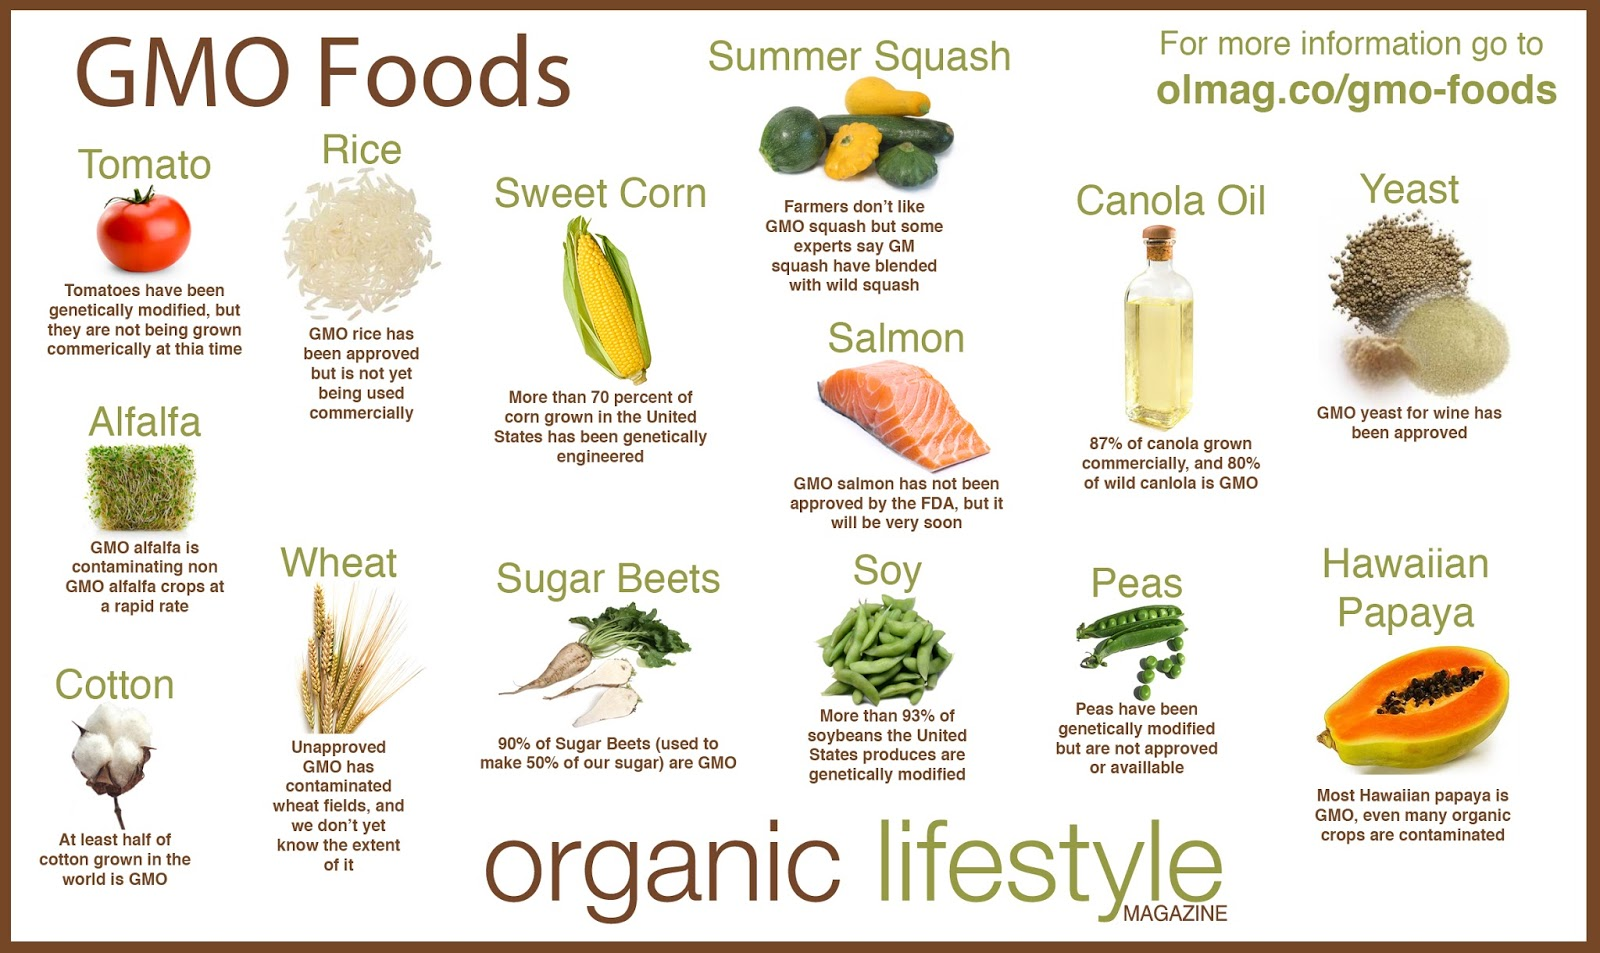 GMO Foods
For more information go to
olmag.co/gmo-foods
Tomato
Tomatoes have been
genetically modified, but
they are not being grown
commerically at thia time
Rice
GMO rice has
been approved
but is not yet
being used
commercially
Sweet Corn
More than 70 percent of
corn grown in the United
States has been genetically
engineered
Summer Squash
Farmers don't like
GMO squash but some
experts say GM
squash have blended
with wild squash
Canola Oil
87% of canola grown
commercially, and 80%
of wild canlola is GMO
Yeast
GMO yeast for wine has
been approved
Salmon
GMO salmon has not been
approved by the FDA, but it
will be very soon
Alfalfa
GMO alfalfa is
contaminating non
GMO alfalfa crops at
a rapid rate
Wheat
Unapproved
GMO has
contaminated
wheat fields, and
we don't yet
know the extent
of it
Sugar Beets
90% of Sugar Beets (used to
make 50% of our sugar) are GMO
Soy
More than 93% of
soybeans the United
States produces are
genetically modified
Peas
Peas have been
genetically modified
but are not approved
or availlable
Hawaiian
Papaya
Most Hawaiian papaya is
GMO, even many organic
crops are contaminated
Cotton
At least half of
cotton grown in the
world is GMO
organic lifestyle
MAGAZINE